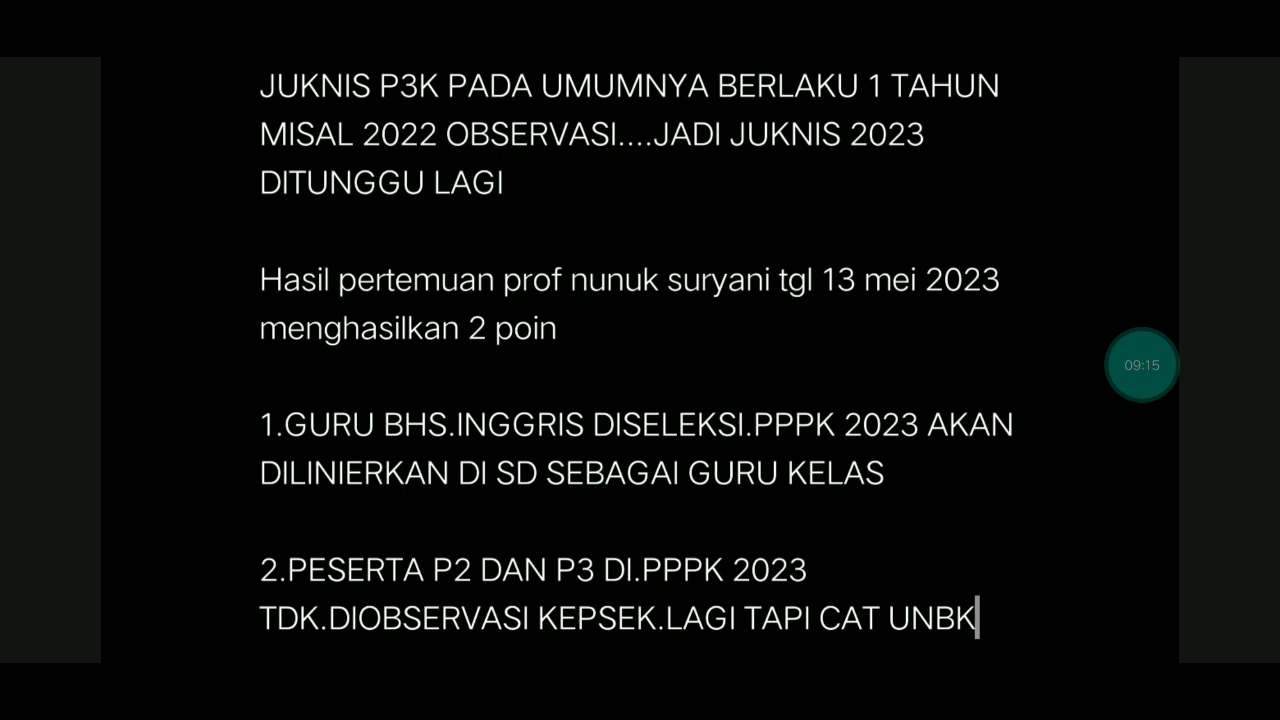 JUKNIS P3K PADA UMUMNYA BERLAKU 1 TAHUN
MISAL 2022 OBSERVASI....JADI JUKNIS 2023
DITUNGGU LAGI
Hasil pertemuan prof nunuk suryani tgl 13 mei 2023
menghasilkan 2 poin
09:15
1.GURU BHS.INGGRIS DISELEKSI.PPPK 2023 AKAN
DILINIERKAN DI SD SEBAGAI GURU KELAS
2.PESERTA P2 DAN P3 DI.PPPK 2023
TDK.DIOBSERVASI KEPSEK.LAGI TAPI CAT UNBK